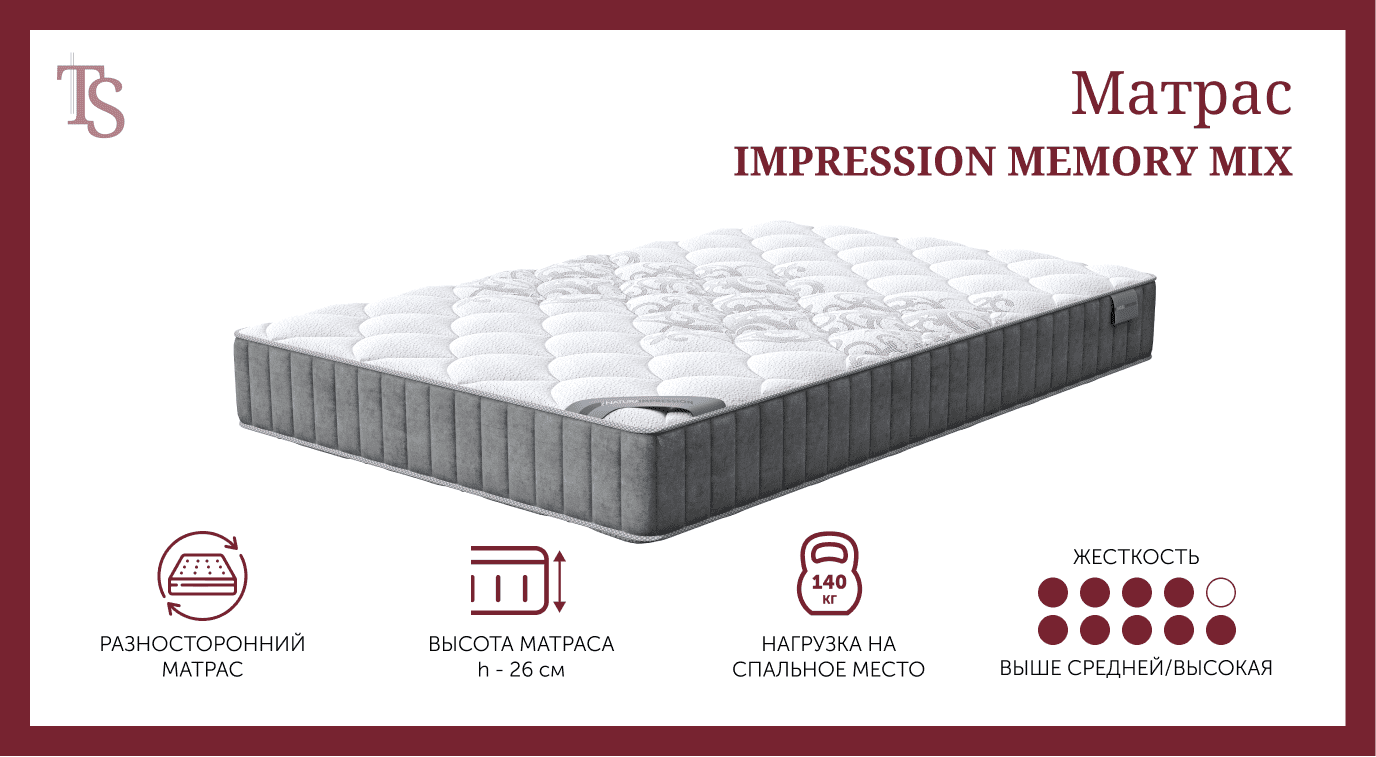 TS
Матрас
IMPRESSION MEMORY MIX
NATURA IMPRESSION
140
КГ
ЖЕСТКОСТЬ
РАЗНОСТОРОННИЙ
МАТРАС
ВЫСОТА МАТРАСА
h - 26 см
НАГРУЗКА НА
СПАЛЬНОЕ МЕСТО
ВЫШЕ СРЕДНЕЙ/ВЫСОКАЯ